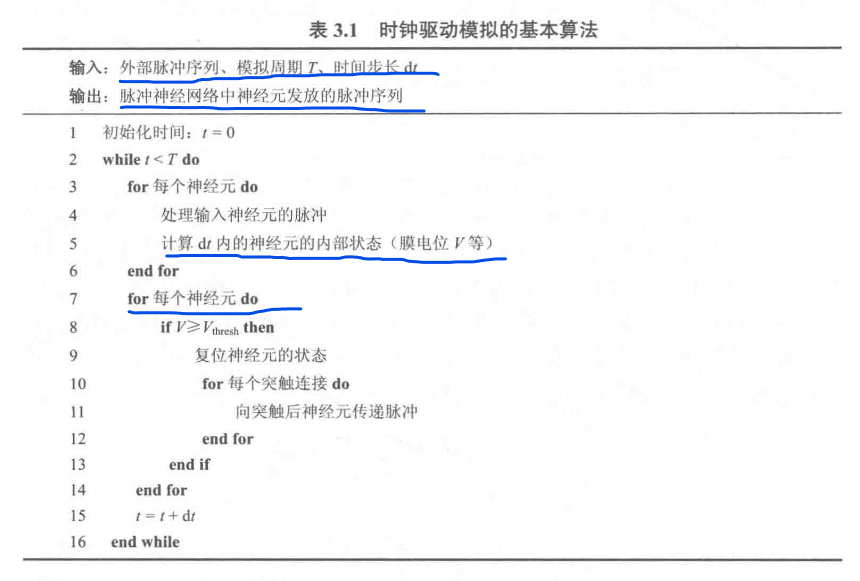 表 3.1 时钟驱动模拟的基本算法
输入：外部脉冲序列、模拟周期 T、时间步长 dt
输出：脉冲神经网络中神经元发放的脉冲序列
1 初始化时间：t = 0
2 while t < T do
3 for 每个神经元 do
4 处理输入神经元的脉冲
5 计算 dt 内的神经元的内部状态（膜电位 V 等）
6 end for
7 for 每个神经元 do
8 if V≥Vthresh then
9 复位神经元的状态
10 for 每个突触连接 do
11 向突触后神经元传递脉冲
12 end for
13 end if
14 end for
15 t = t + dt
16 end while